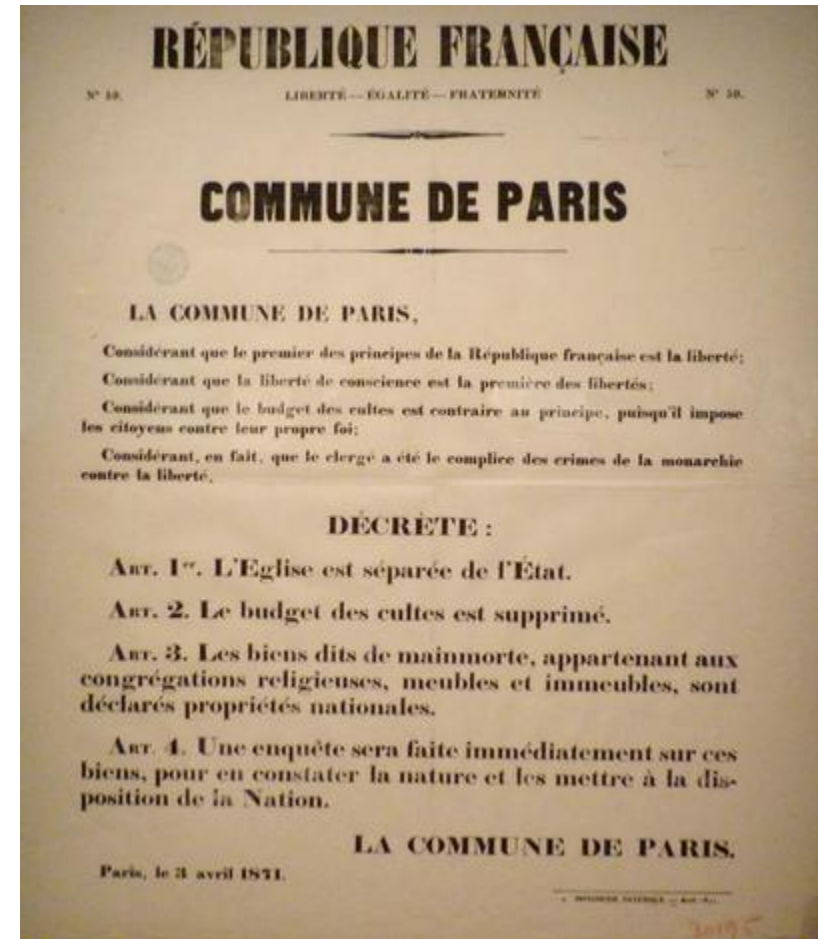 RÉPUBLIQUE FRANÇAISE
N° 50. LIBERTÉ — ÉGALITÉ — FRATERNITÉ N° 50.
COMMUNE DE PARIS
LA COMMUNE DE PARIS,
Considérant que le premier des principes de la République française est la liberté;
Considérant que la liberté de conscience est la première des libertés;
Considérant que le budget des cultes est contraire au principe, puisqu'il impose
les citoyens contre leur propre foi;
Considérant, en fait, que le clergé a été le complice des crimes de la monarchie
contre la liberté,
DÉCRÈTE :
ART. 1er. L'Eglise est séparée de l'État.
ART. 2. Le budget des cultes est supprimé.
ART. 3. Les biens dits de mainmorte, appartenant aux
congrégations religieuses, meubles et immeubles, sont
déclarés propriétés nationales.
ART. 4. Une enquête sera faite immédiatement sur ces
biens, pour en constater la nature et les mettre à la dis-
position de la Nation.
LA COMMUNE DE PARIS.
Paris, le 3 avril 1871.
IMPRIMERIE NATIONALE
20195